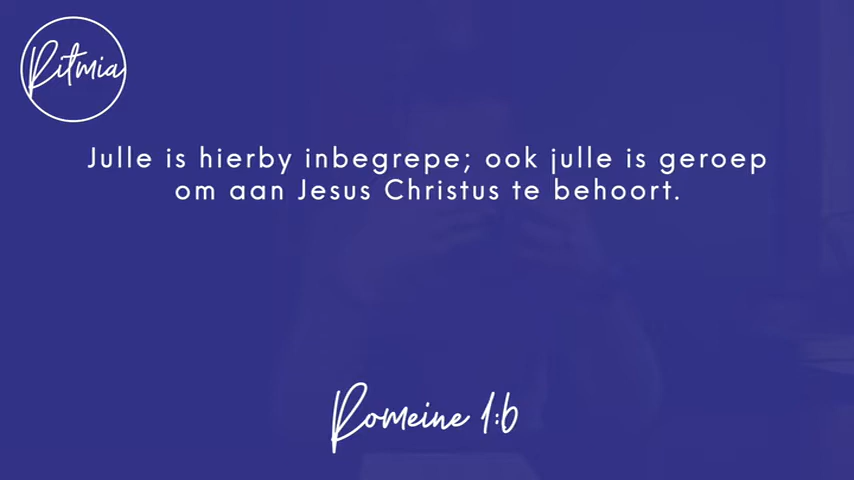 Ritmia
Julle is hierby inbegrepe; ook julle is geroep
om aan Jesus Christus te behoort.
Romeine 1:6